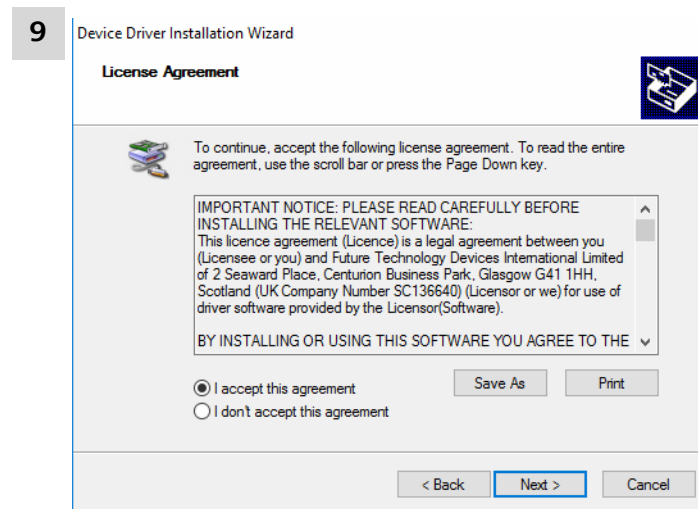 9
Device Driver Installation Wizard
License Agreement
To continue, accept the following license agreement. To read the entire
agreement, use the scroll bar or press the Page Down key.
IMPORTANT NOTICE: PLEASE READ CAREFULLY BEFORE
INSTALLING THE RELEVANT SOFTWARE:
This licence agreement (Licence) is a legal agreement between you
(Licensee or you) and Future Technology Devices International Limited
of 2 Seaward Place, Centurion Business Park, Glasgow G41 1HH,
Scotland (UK Company Number SC136640) (Licensor or we) for use of
driver software provided by the Licensor(Software).
BY INSTALLING OR USING THIS SOFTWARE YOU AGREE TO THE
I accept this agreement
Save As
Print
I don't accept this agreement
< Back
Next >
Cancel